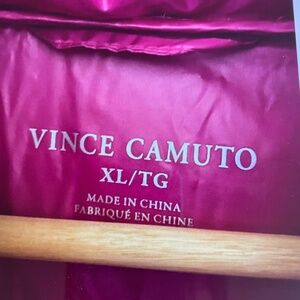 VINCE CAMUTO
XL/TG
MADE IN CHINA
FABRIQUÉ EN CHINE